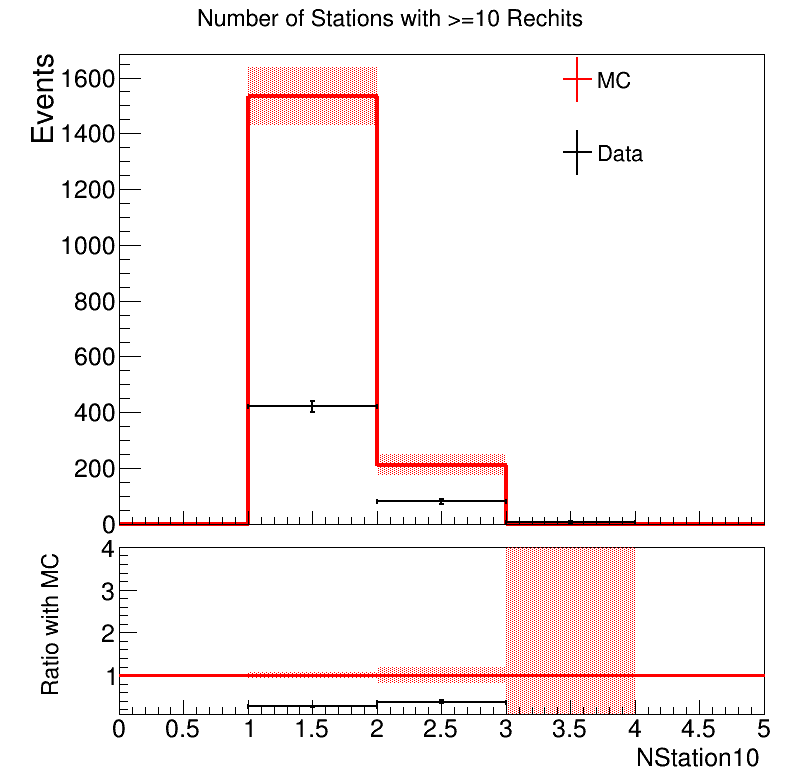 Number of Stations with >=10 Rechits
Events
1600
1400
1200
1000
800
600
400
200
0
MC
Data
Ratio with MC
4
3
2
1
0 0.5 1 1.5 2 2.5 3 3.5 4 4.5 5
NStation10